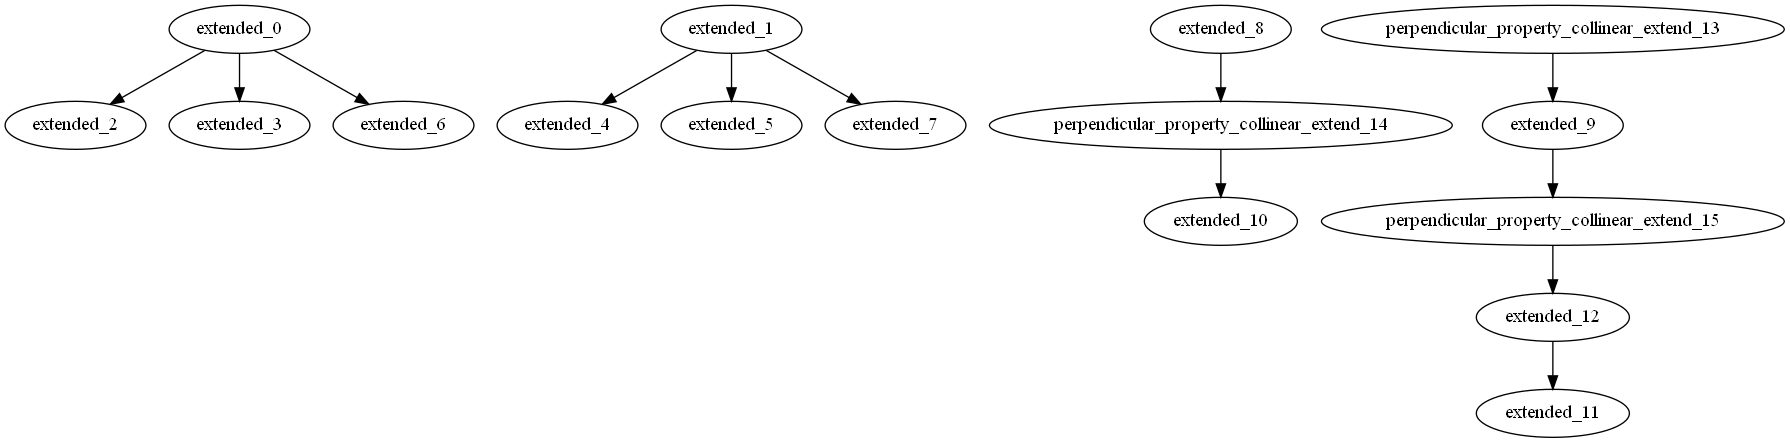 extended_0
extended_1
extended_8
perpendicular_property_collinear_extend_13
extended_2
extended_3
extended_6
extended_4
extended_5
extended_7
perpendicular_property_collinear_extend_14
extended_9
extended_10
perpendicular_property_collinear_extend_15
extended_12
extended_11